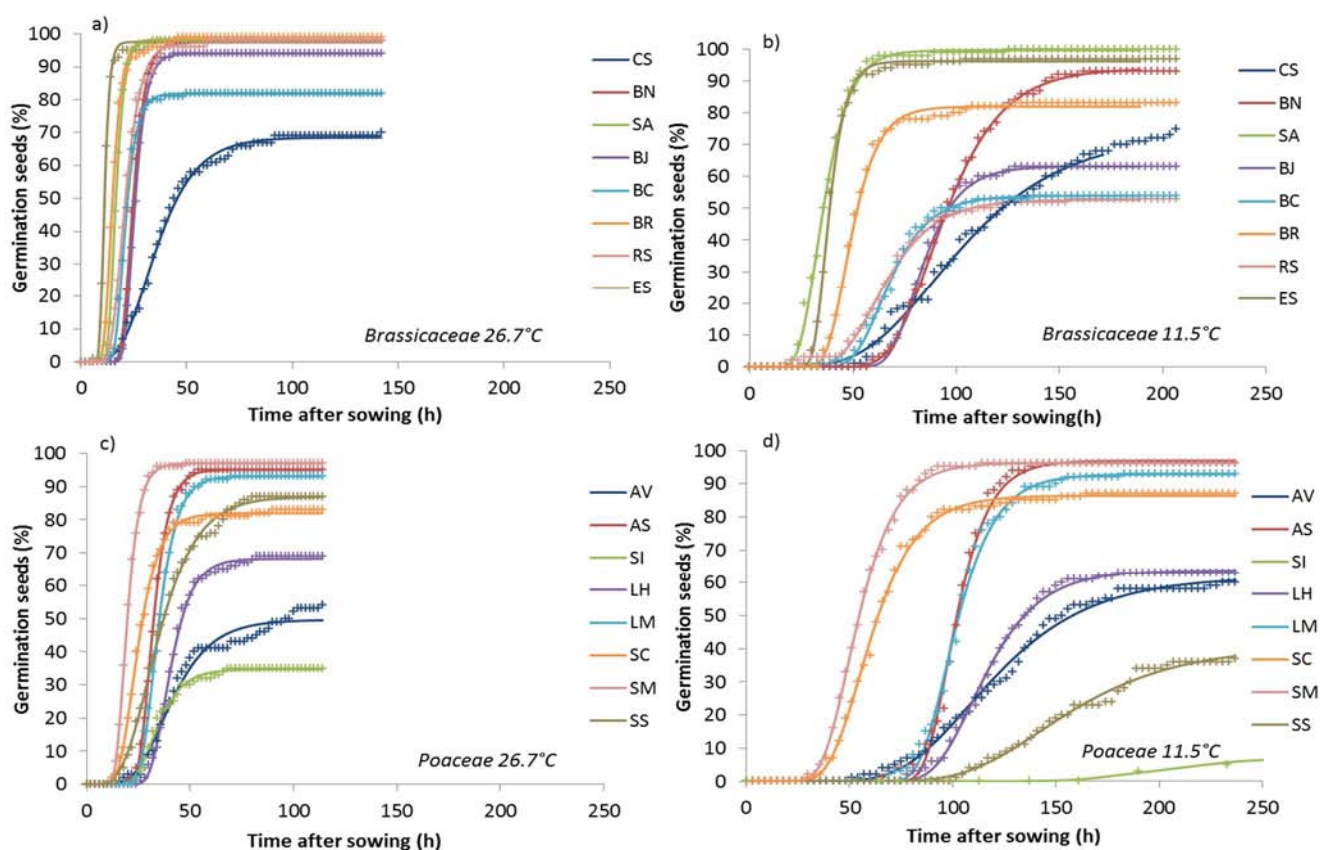 a)
Germination seeds (%)
100
90
80
70
60
50
40
30
20
10
0
0 50 100 150 200 250
Time after sowing (h)
Brassicaceae 26.7°C
CS
BN
SA
BJ
BC
BR
RS
ES
b)
Germination seeds (%)
100
90
80
70
60
50
40
30
20
10
0
0 50 100 150 200 250
Time after sowing(h)
Brassicaceae 11.5°C
CS
BN
SA
BJ
BC
BR
RS
ES
c)
Germination seeds (%)
100
90
80
70
60
50
40
30
20
10
0
0 50 100 150 200 250
Time after sowing (h)
Poaceae 26.7°C
AV
AS
SI
LH
LM
SC
SM
SS
d)
Germination seeds (%)
100
90
80
70
60
50
40
30
20
10
0
0 50 100 150 200 250
Time after sowing (h)
Poaceae 11.5°C
AV
AS
SI
LH
LM
SC
SM
SS